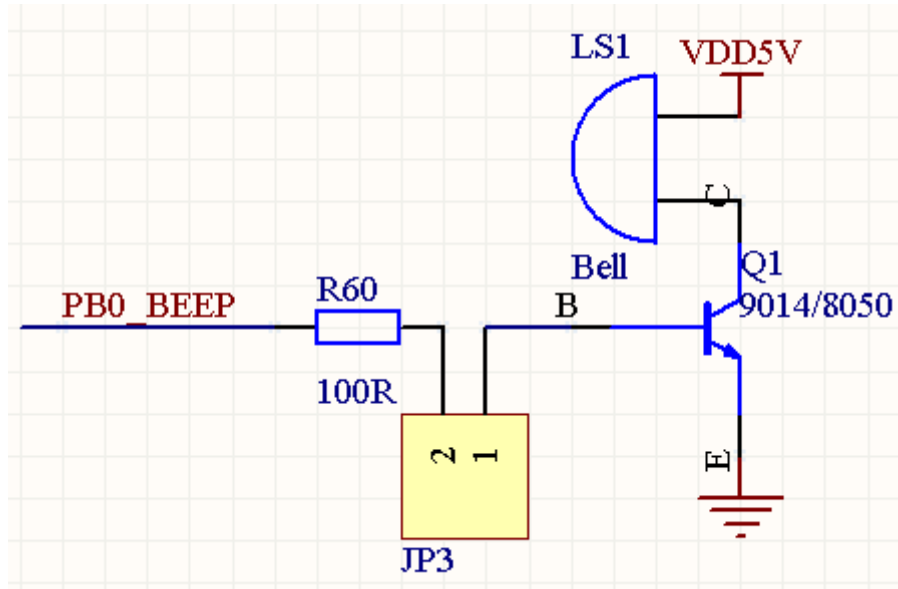 LS1
VDD5V
C
Bell
Q1
R60
PB0_BEEP
B
9014/8050
100R
2
1
E
JP3